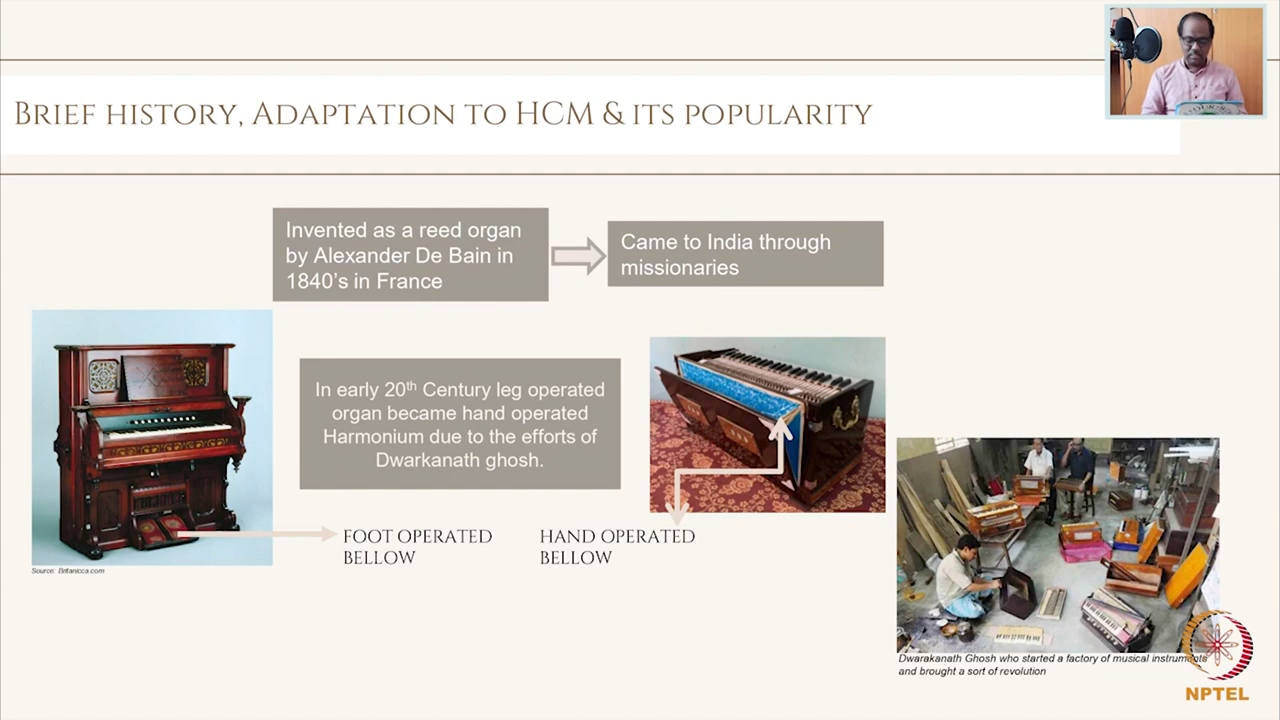 BRIEF HISTORY, ADAPTATION TO HCM & ITS POPULARITY
Invented as a reed organ
by Alexander De Bain in
1840's in France
Came to India through
missionaries
In early 20th Century leg operated
organ became hand operated
Harmonium due to the efforts of
Dwarkanath ghosh.
FOOT OPERATED
BELLOW
HAND OPERATED
BELLOW
Source: Britanicca.com
Dwarakanath Ghosh who started a factory of musical instruments
and brought a sort of revolution
NPTEL